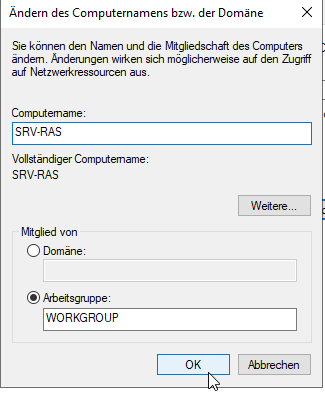 Ändern des Computernamens bzw. der Domäne
Sie können den Namen und die Mitgliedschaft des Computers
ändern. Änderungen wirken sich möglicherweise auf den Zugriff
auf Netzwerkressourcen aus.
Computername:
SRV-RAS
Vollständiger Computername:
SRV-RAS
Weitere...
Mitglied von
Domäne:
Arbeitsgruppe:
WORKGROUP
OK
Abbrechen